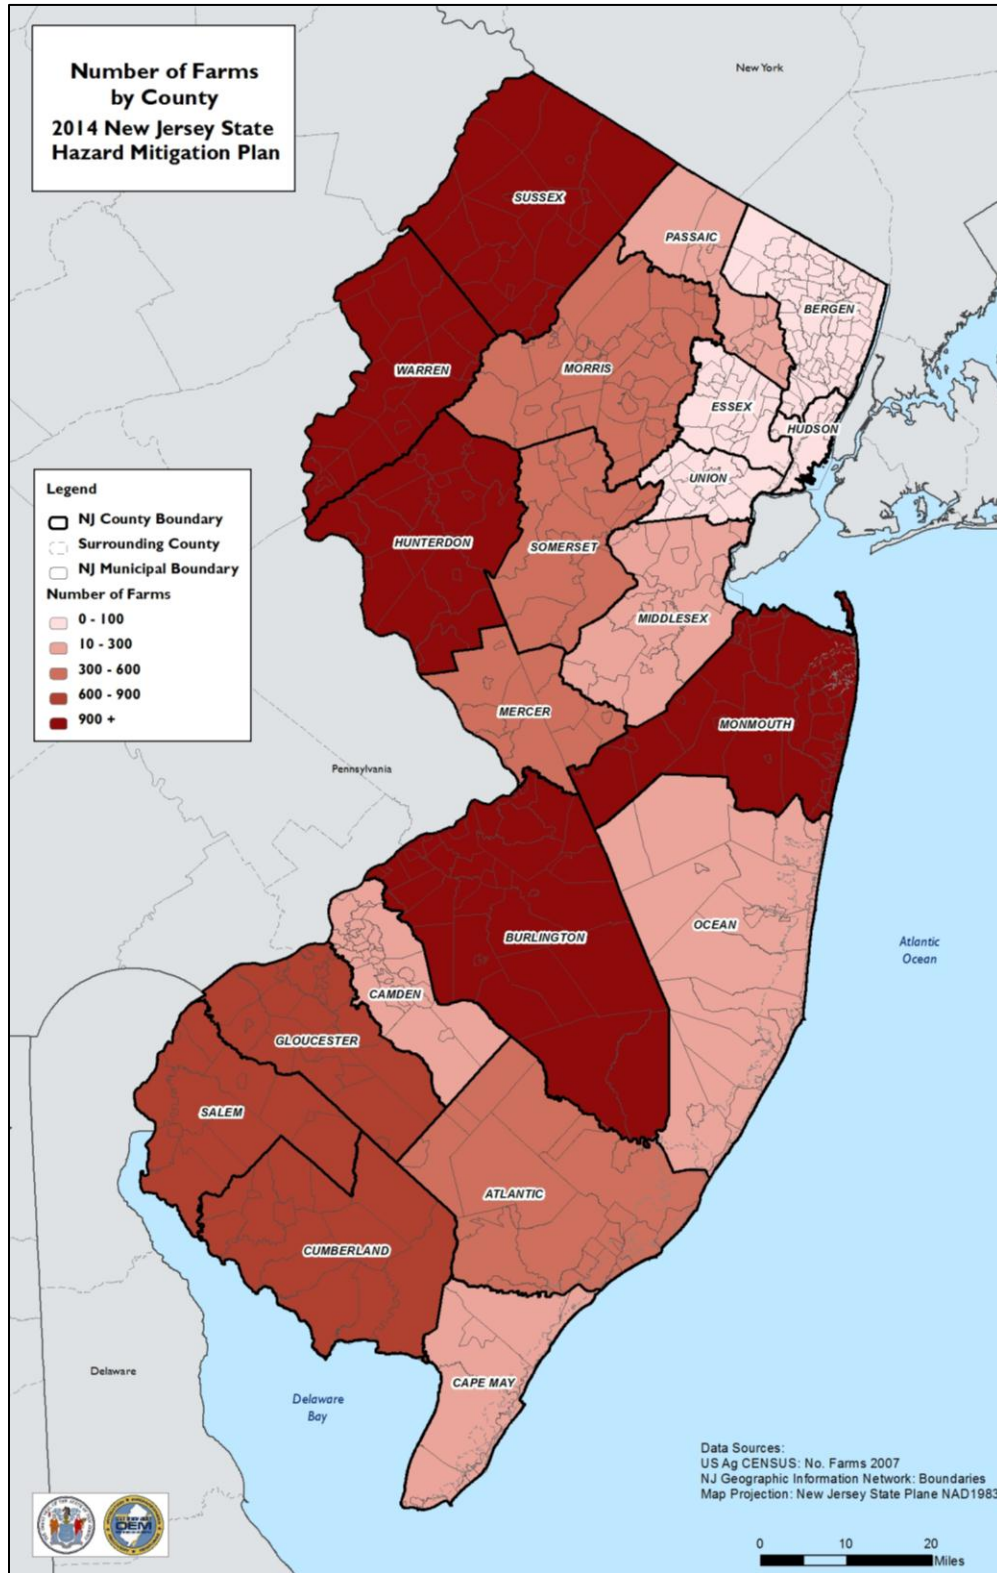 Number of Farms
by County
2014 New Jersey State
Hazard Mitigation Plan
New York
SUSSEX
PASSAIC
BERGEN
WARREN
MORRIS
ESSEX
HUDSON
UNION
Legend
NJ County Boundary
Surrounding County
NJ Municipal Boundary
Number of Farms
0 - 100
10 - 300
300 - 600
600 - 900
900 +
HUNTERDON
SOMERSET
MIDDLESEX
MERCER
MONMOUTH
Pennsylvania
OCEAN
BURLINGTON
Atlantic
Ocean
CAMDEN
GLOUCESTER
SALEM
ATLANTIC
CUMBERLAND
Delaware
CAPE MAY
Delaware
Bay
Data Sources:
US Ag CENSUS: No. Farms 2007
NJ Geographic Information Network: Boundaries
Map Projection: New Jersey State Plane NAD1983
OEM
0 10 20
Miles